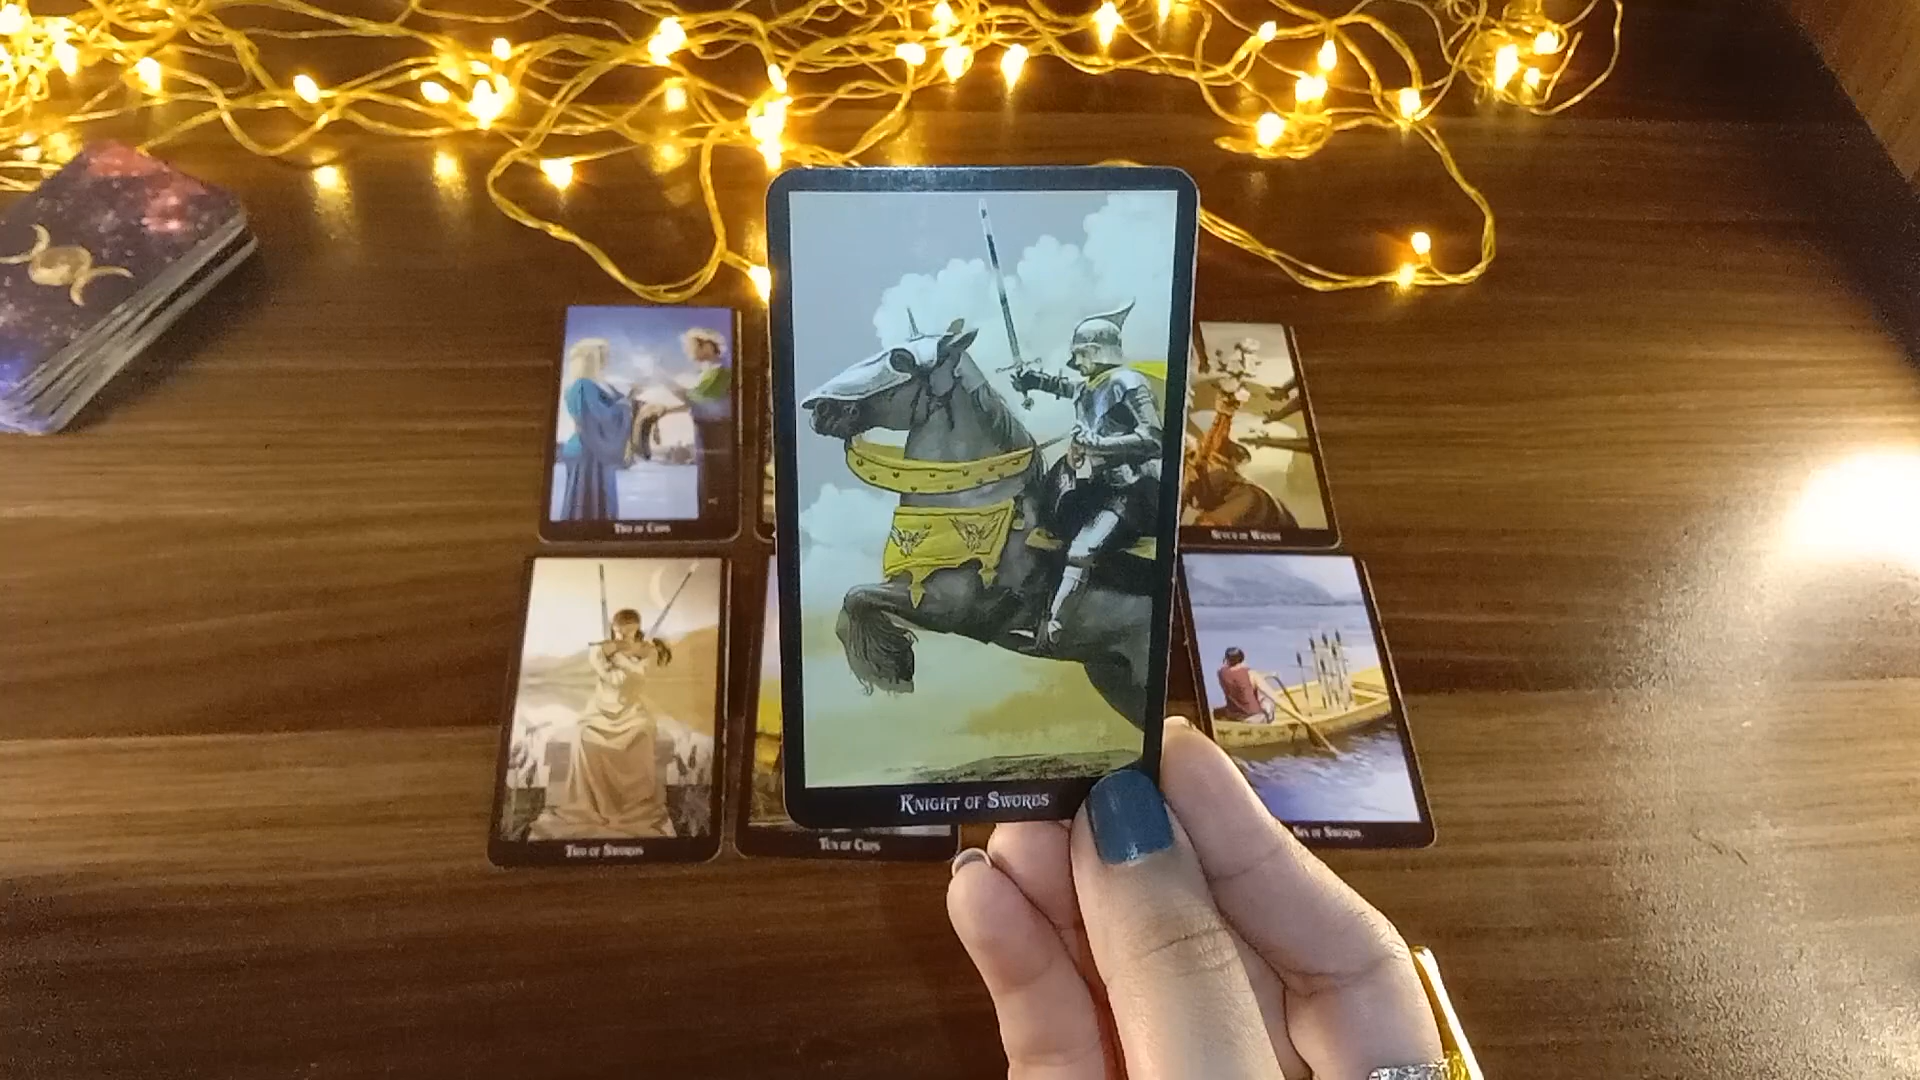 Two of Cups
Seven of Wands
Knight of Swords
Two of Swords
Ten of Cups
Six of Swords